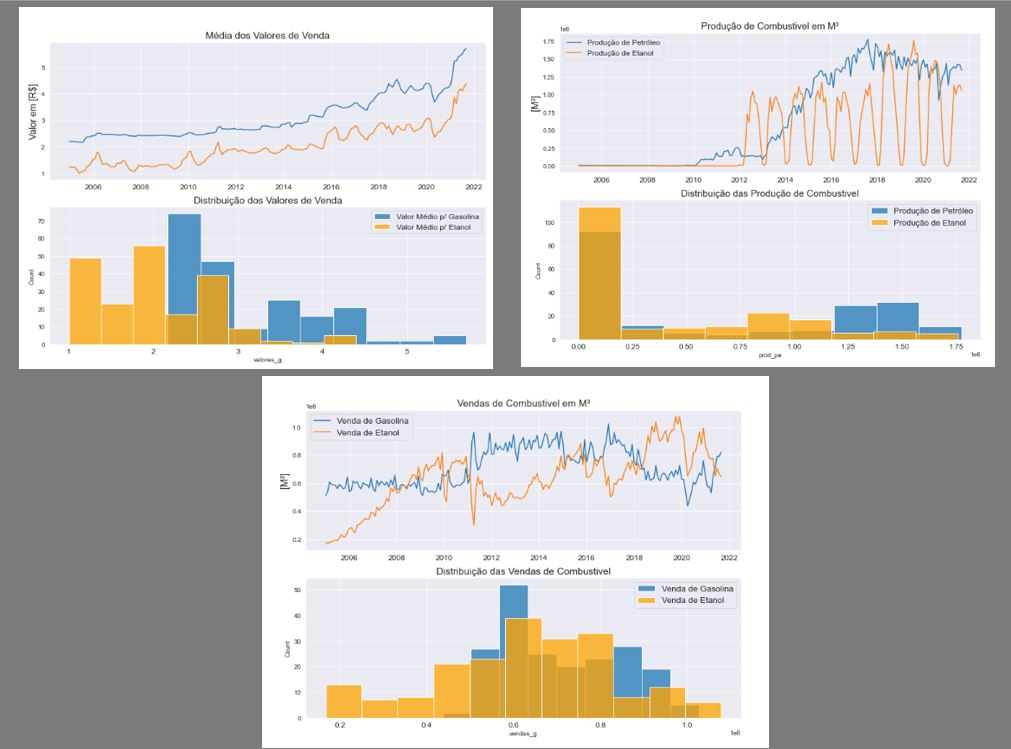 Média dos Valores de Venda
Valor em [R$]
5
4
3
2
1
2006 2008 2010 2012 2014 2016 2018 2020 2022
Distribuição dos Valores de Venda
Valor Médio p/ Gasolina
Valor Médio p/ Etanol
Count
70
60
50
40
30
20
10
0
1 2 3 4 5
valores_g
Produção de Combustivel em M³
1e6
Produção de Petróleo
Produção de Etanol
[M³]
1.75
1.50
1.25
1.00
0.75
0.50
0.25
0.00
2006 2008 2010 2012 2014 2016 2018 2020 2022
Distribuição das Produção de Combustivel
Produção de Petróleo
Produção de Etanol
Count
100
80
60
40
20
0
0.00 0.25 0.50 0.75 1.00 1.25 1.50 1.75
prod_pe
1e6
Vendas de Combustivel em M³
1e6
Venda de Gasolina
Venda de Etanol
[M³]
1.0
0.8
0.6
0.4
0.2
2006 2008 2010 2012 2014 2016 2018 2020 2022
Distribuição das Vendas de Combustivel
Venda de Gasolina
Venda de Etanol
Count
50
40
30
20
10
0
0.2 0.4 0.6 0.8 1.0
vendas_g
1e6